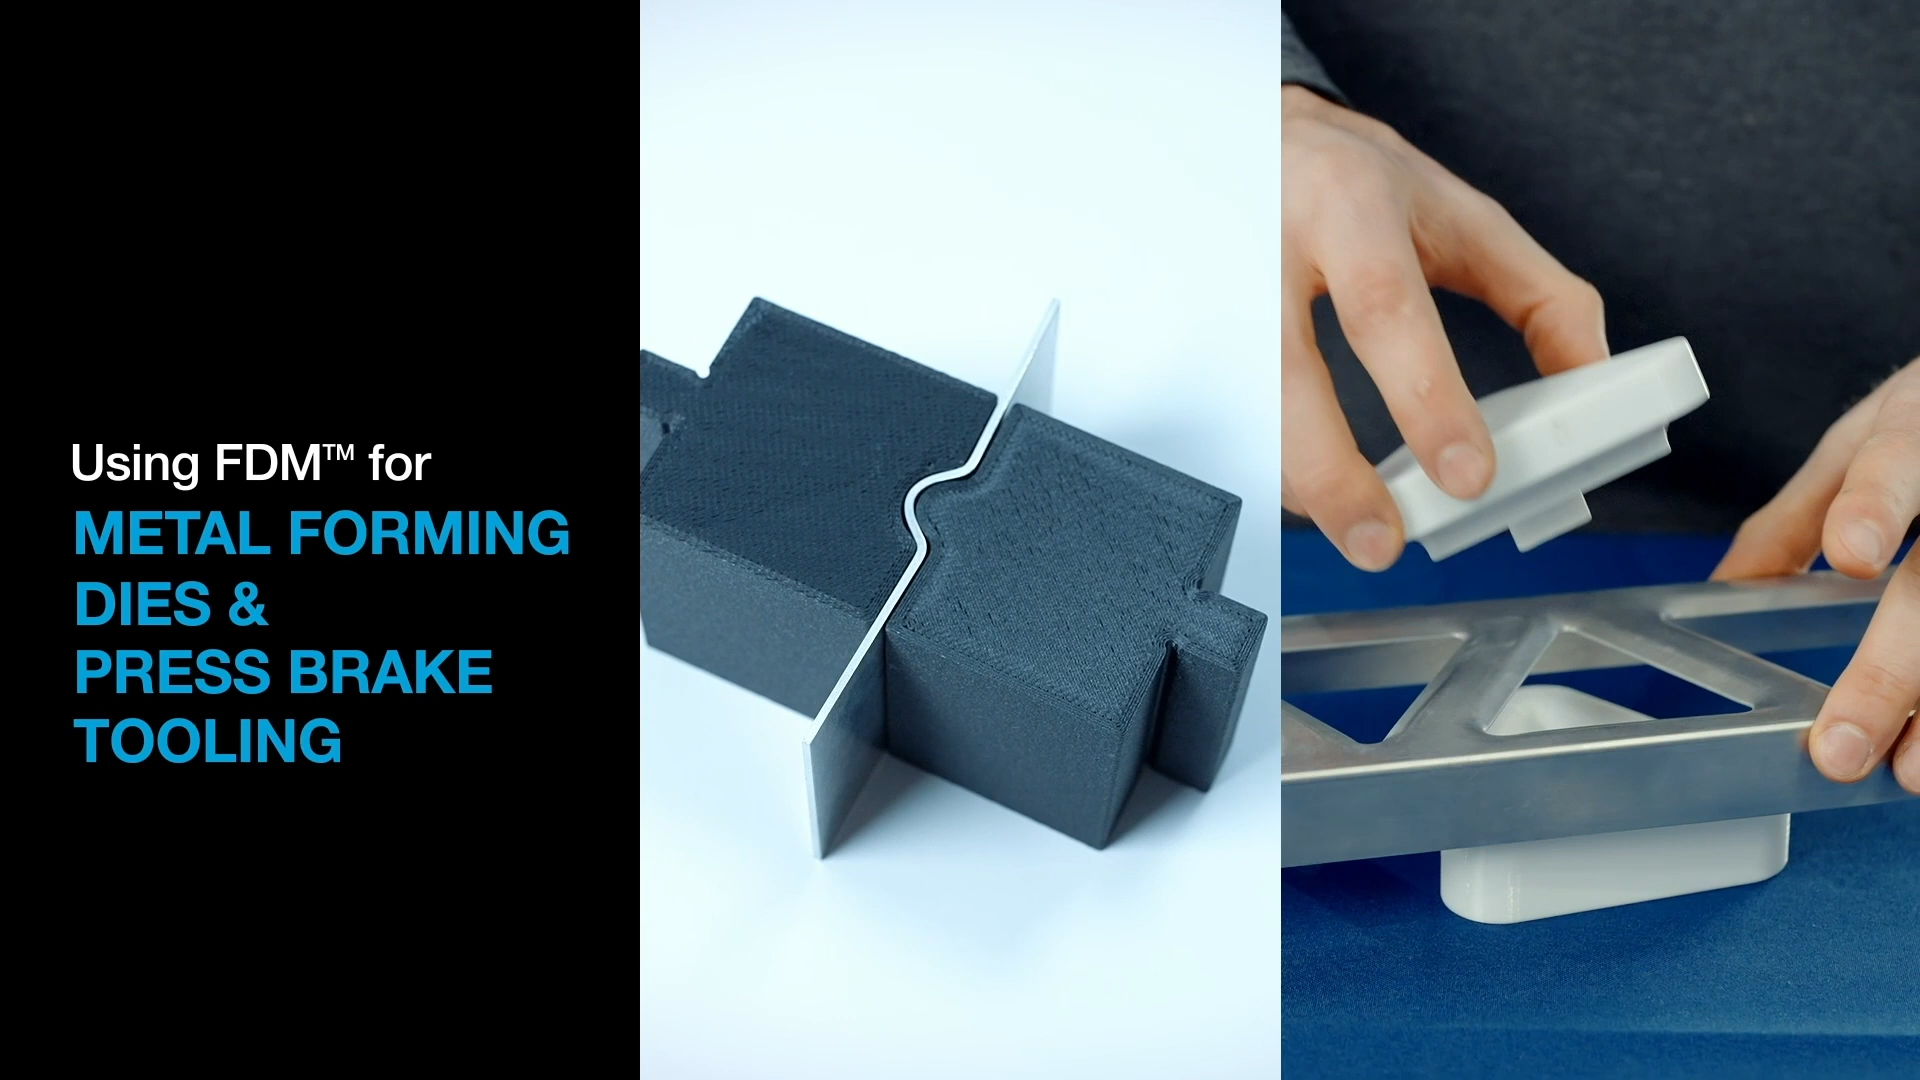 Using FDM™ for
METAL FORMING
DIES &
PRESS BRAKE
TOOLING